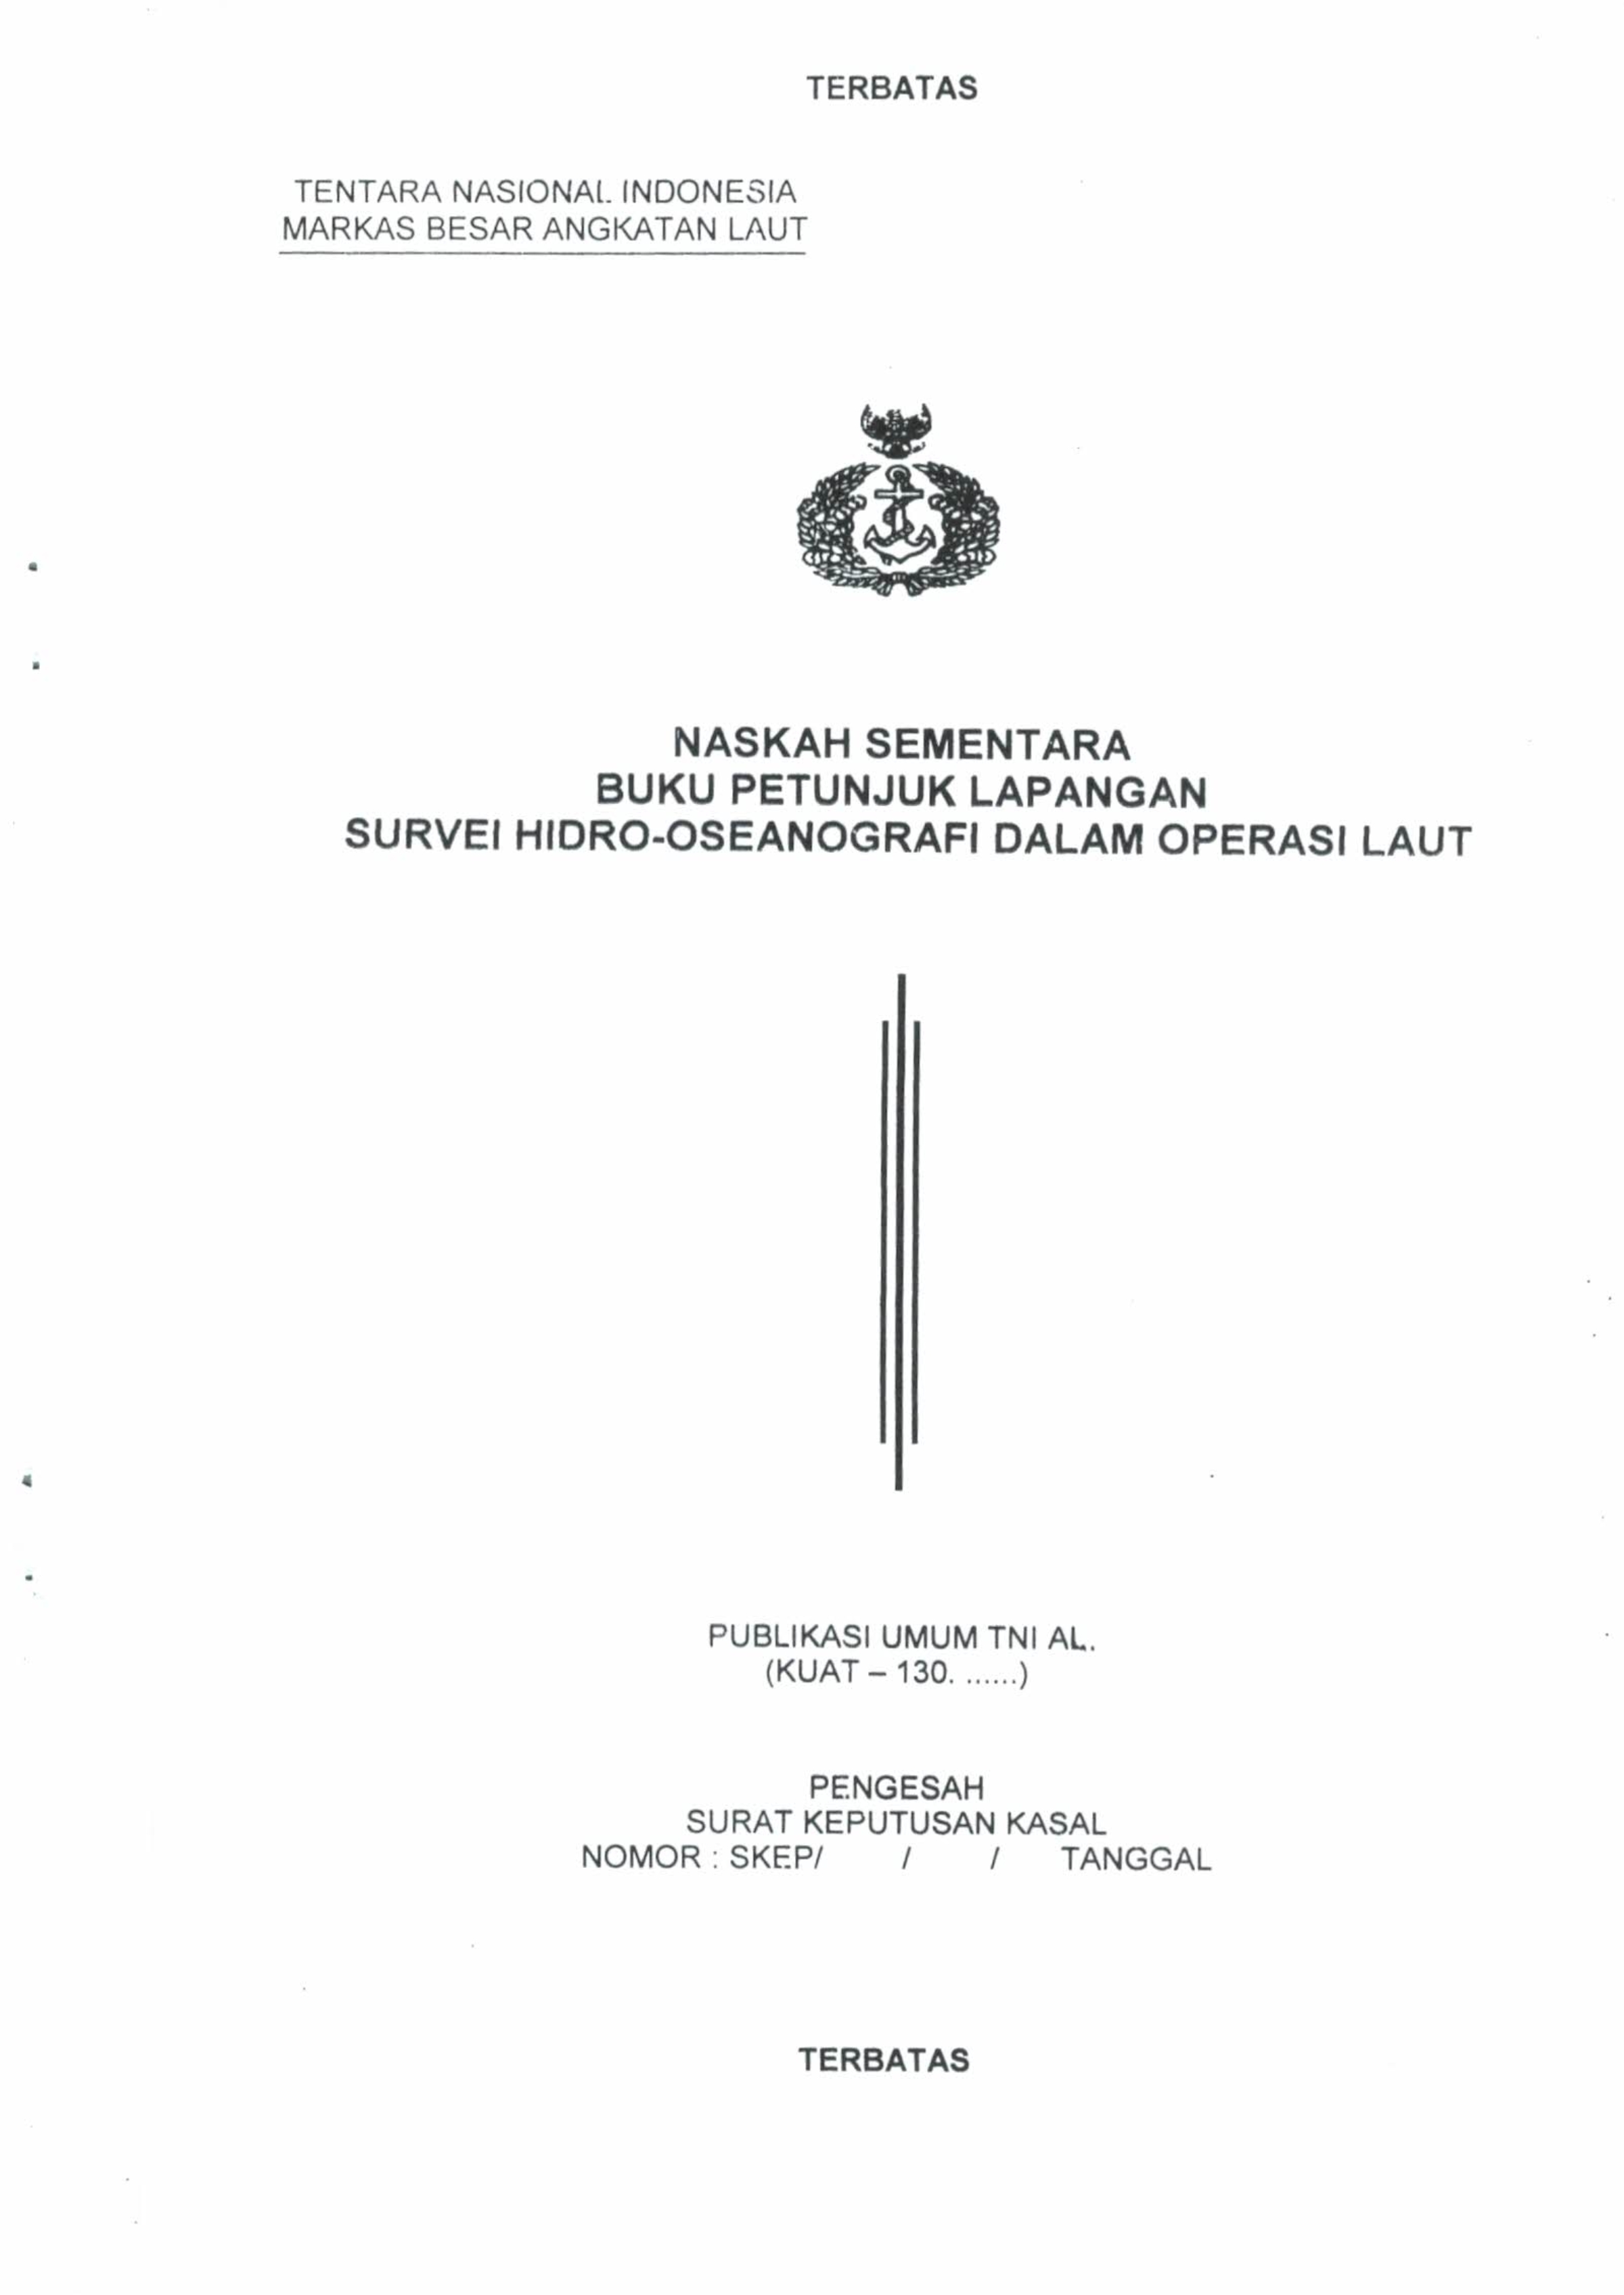 TERBATAS
TENTARA NASIONAL INDONESIA
MARKAS BESAR ANGKATAN LAUT
NASKAH SEMENTARA
BUKU PETUNJUK LAPANGAN
SURVEI HIDRO-OSEANOGRAFI DALAM OPERASI LAUT
PUBLIKASI UMUM TNI AL.
(KUAT – 130. ......)
PENGESAH
SURAT KEPUTUSAN KASAL
NOMOR : SKEP/ / / TANGGAL
TERBATAS